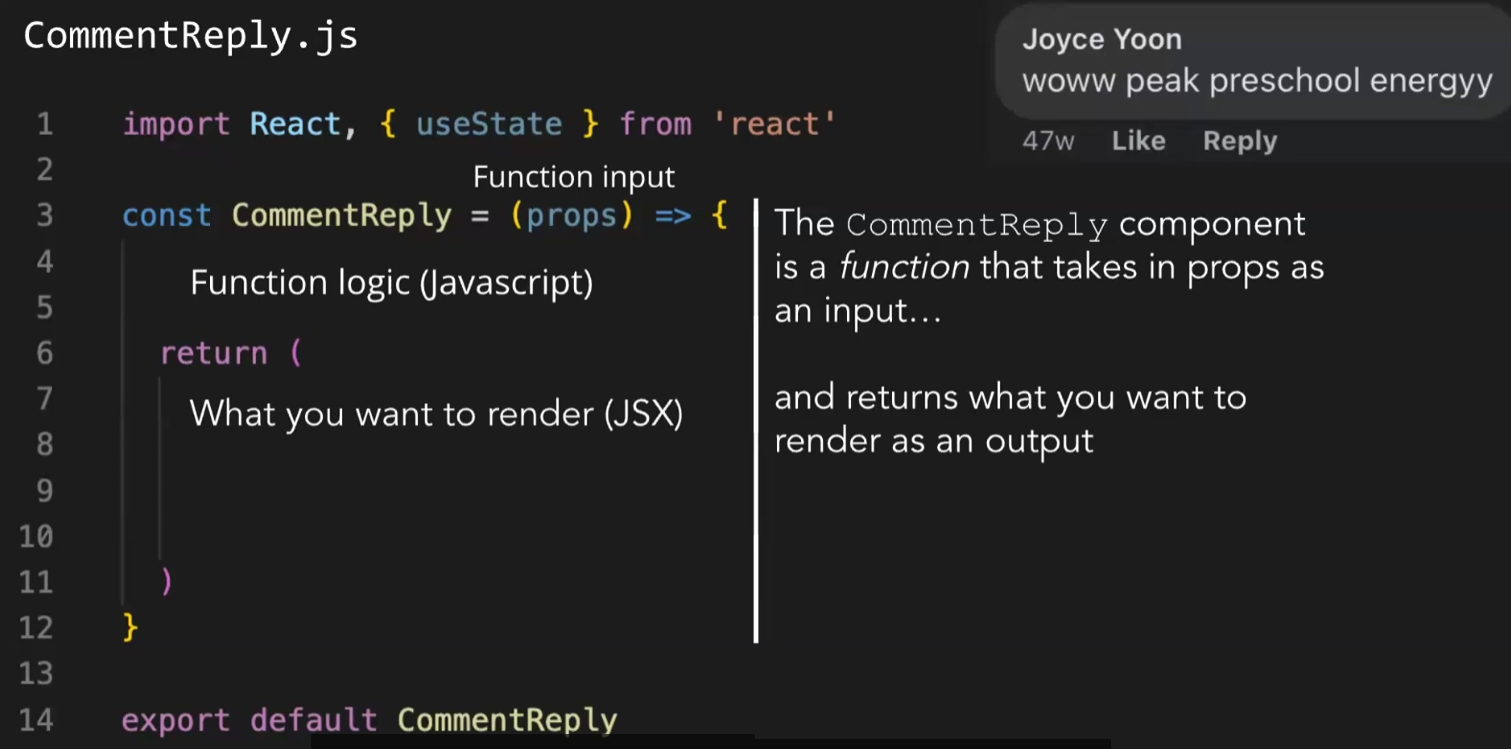 CommentReply.js
Joyce Yoon
woww peak preschool energyy
47w Like Reply
1 import React, { useState } from 'react'
2
Function input
3 const CommentReply = (props) => {
4
Function logic (Javascript)
5
6 return (
7
What you want to render (JSX)
8
9
10
11 )
12 }
13
14 export default CommentReply
The CommentReply component
is a function that takes in props as
an input...
and returns what you want to
render as an output